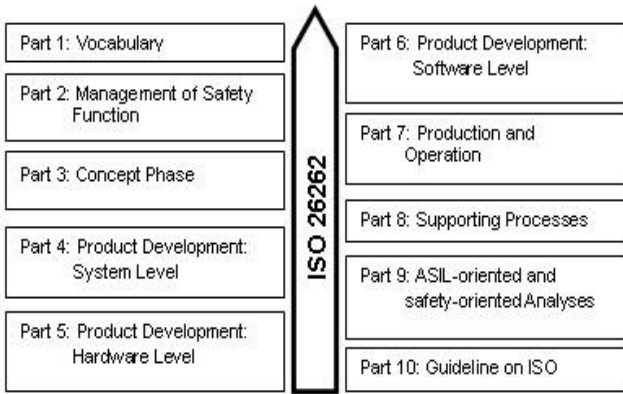 Part 1: Vocabulary
Part 2: Management of Safety
Function
Part 3: Concept Phase
Part 4: Product Development:
System Level
Part 5: Product Development:
Hardware Level
ISO 26262
Part 6: Product Development:
Software Level
Part 7: Production and
Operation
Part 8: Supporting Processes
Part 9: ASIL-oriented and
safety-oriented Analyses
Part 10: Guideline on ISO